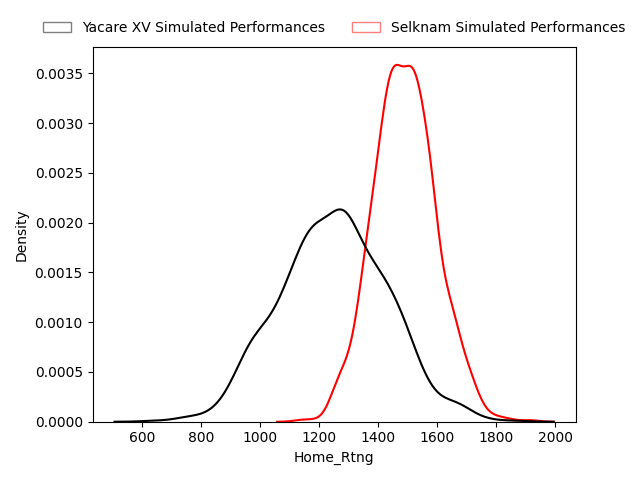 Yacare XV Simulated Performances Selknam Simulated Performances
0.0035
0.0030
0.0025
0.0020
0.0015
0.0010
0.0005
0.0000
Density
600 800 1000 1200 1400 1600 1800 2000
Home_Rtng